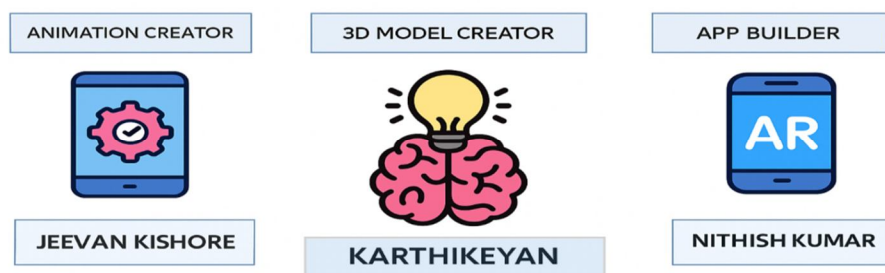 ANIMATION CREATOR
3D MODEL CREATOR
APP BUILDER
AR
JEEVAN KISHORE
KARTHIKEYAN
NITHISH KUMAR